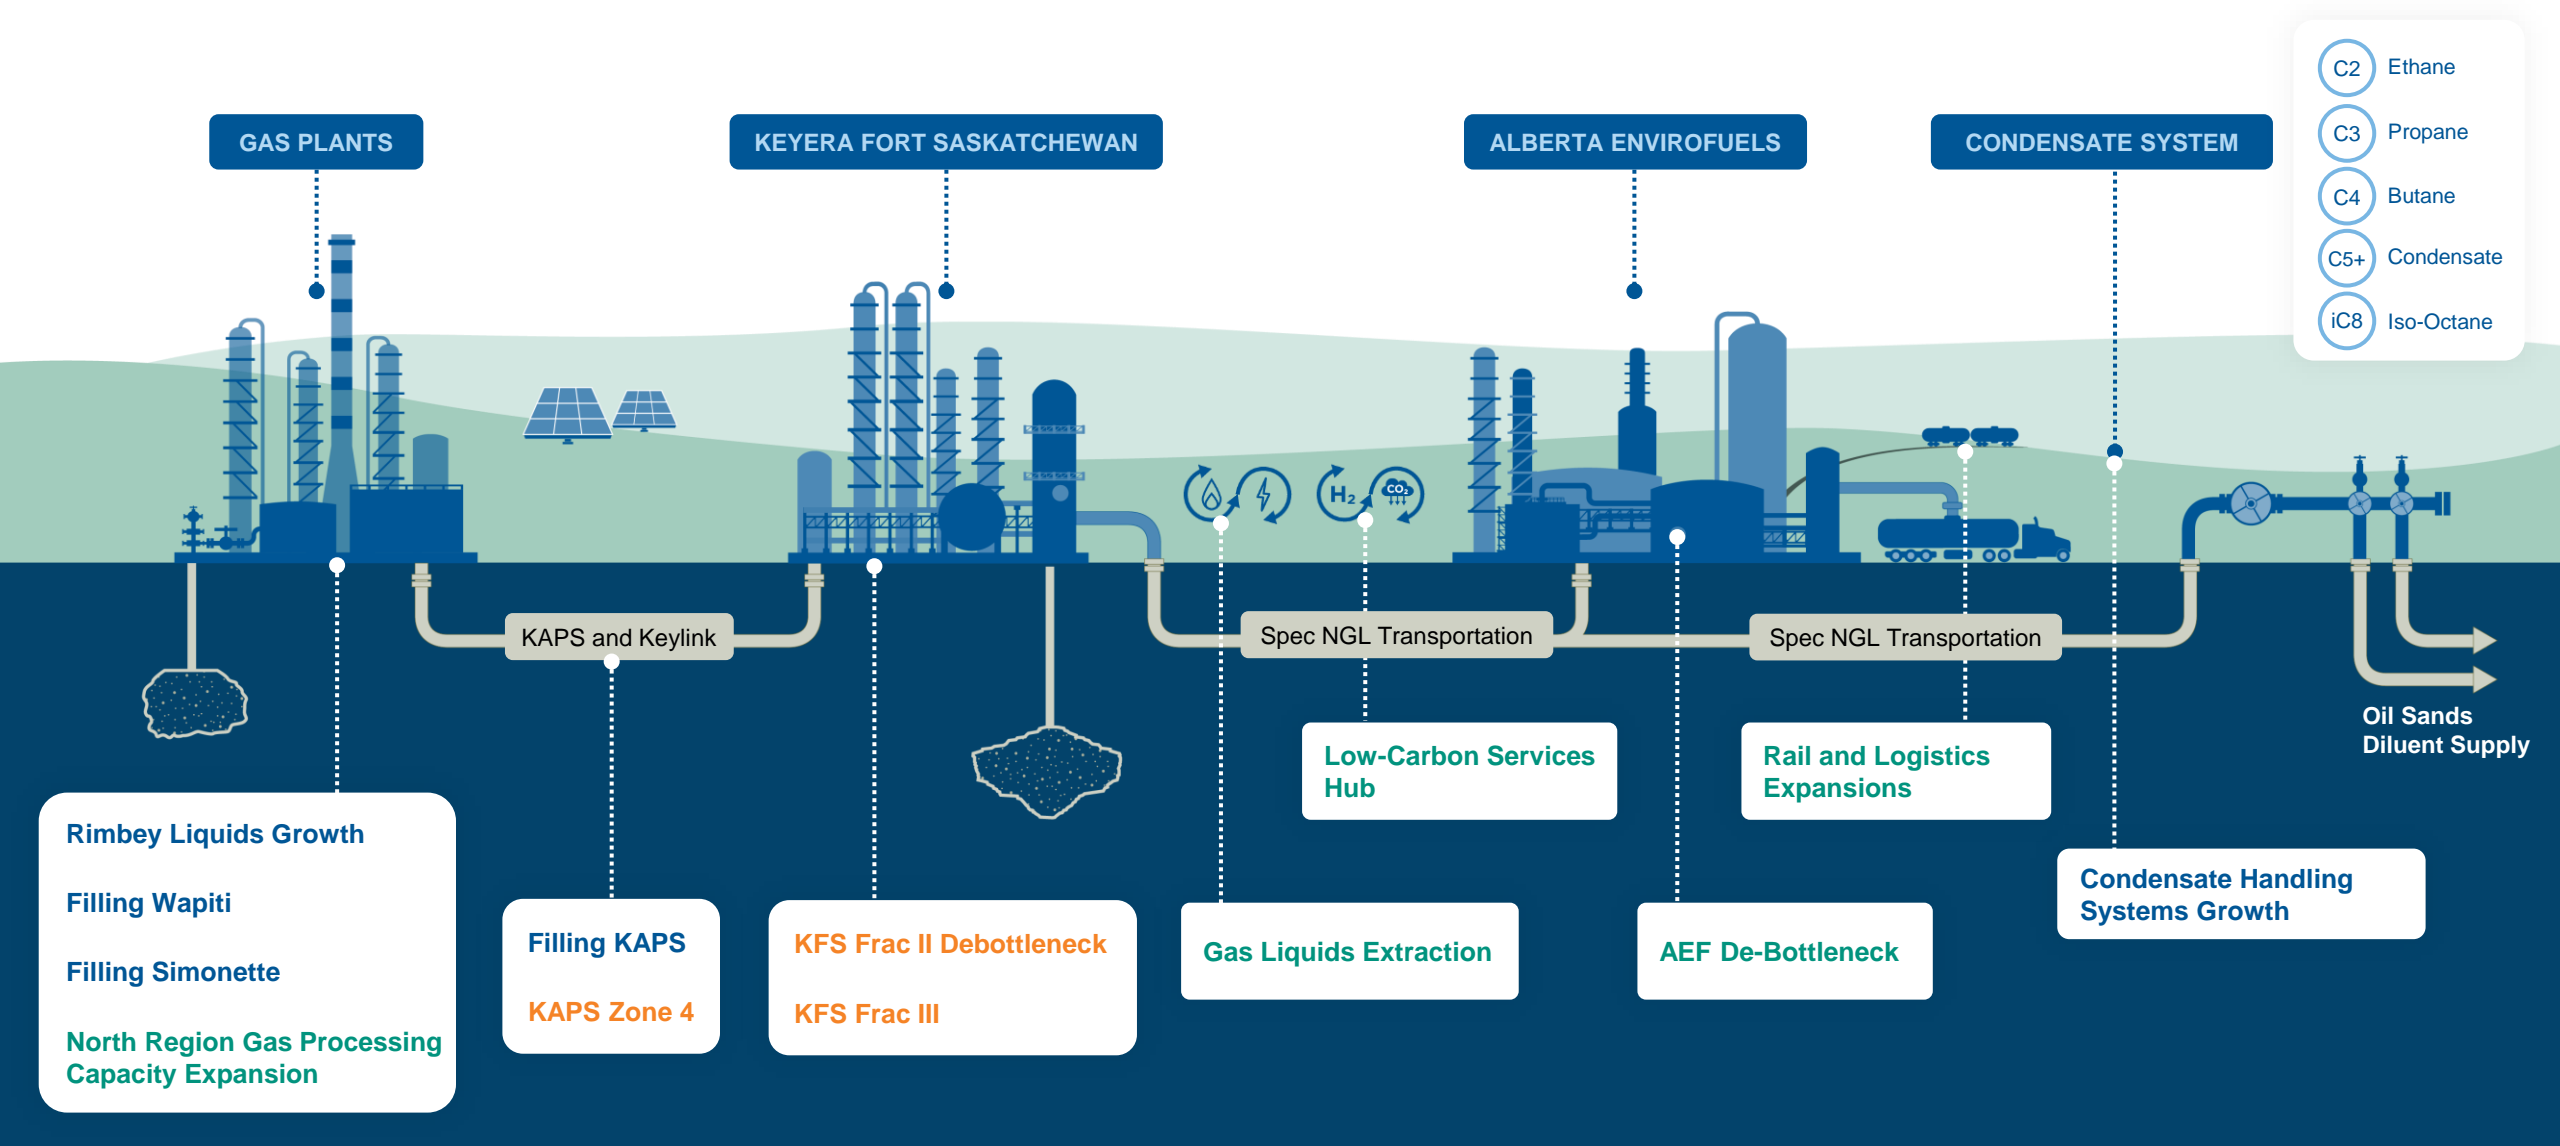 C2 Ethane
C3 Propane
C4 Butane
C5+ Condensate
iC8 Iso-Octane
GAS PLANTS
KEYERA FORT SASKATCHEWAN
ALBERTA ENVIROFUELS
CONDENSATE SYSTEM
H₂
CO₂
KAPS and Keylink
Spec NGL Transportation
Spec NGL Transportation
Oil Sands
Diluent Supply
Rimbey Liquids Growth
Filling Wapiti
Filling Simonette
North Region Gas Processing
Capacity Expansion
Filling KAPS
KAPS Zone 4
KFS Frac II Debottleneck
KFS Frac III
Gas Liquids Extraction
Low-Carbon Services
Hub
AEF De-Bottleneck
Rail and Logistics
Expansions
Condensate Handling
Systems Growth